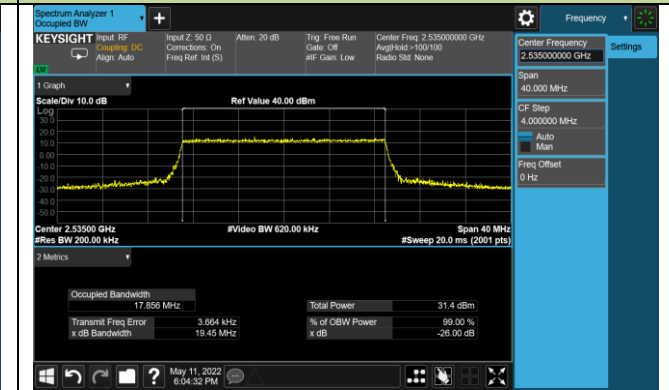 Spectrum Analyzer 1
Occupied BW
+
Frequency
KEYSIGHT
Input: RF
Coupling: DC
Align: Auto
Input Z: 50 Ω
Corrections: On
Freq Ref: Int (S)
Atten: 20 dB
Trig: Free Run
Gate: Off
#IF Gain: Low
Center Freq: 2.535000000 GHz
Avg|Hold:>100/100
Radio Std: None
Center Frequency
2.535000000 GHz
Settings
Span
40.000 MHz
CF Step
4.000000 MHz
Auto
Man
Freq Offset
0 Hz
1 Graph
Scale/Div 10.0 dB
Ref Value 40.00 dBm
Log
30.0
20.0
10.0
0.00
-10.0
-20.0
-30.0
-40.0
-50.0
Center 2.53500 GHz
#Video BW 620.00 kHz
Span 40 MHz
#Res BW 200.00 kHz
#Sweep 20.0 ms (2001 pts)
2 Metrics
Occupied Bandwidth
17.856 MHz
Total Power
31.4 dBm
Transmit Freq Error
3.664 kHz
% of OBW Power
99.00 %
x dB Bandwidth
19.45 MHz
x dB
-26.00 dB
?
May 11, 2022
6:04:32 PM